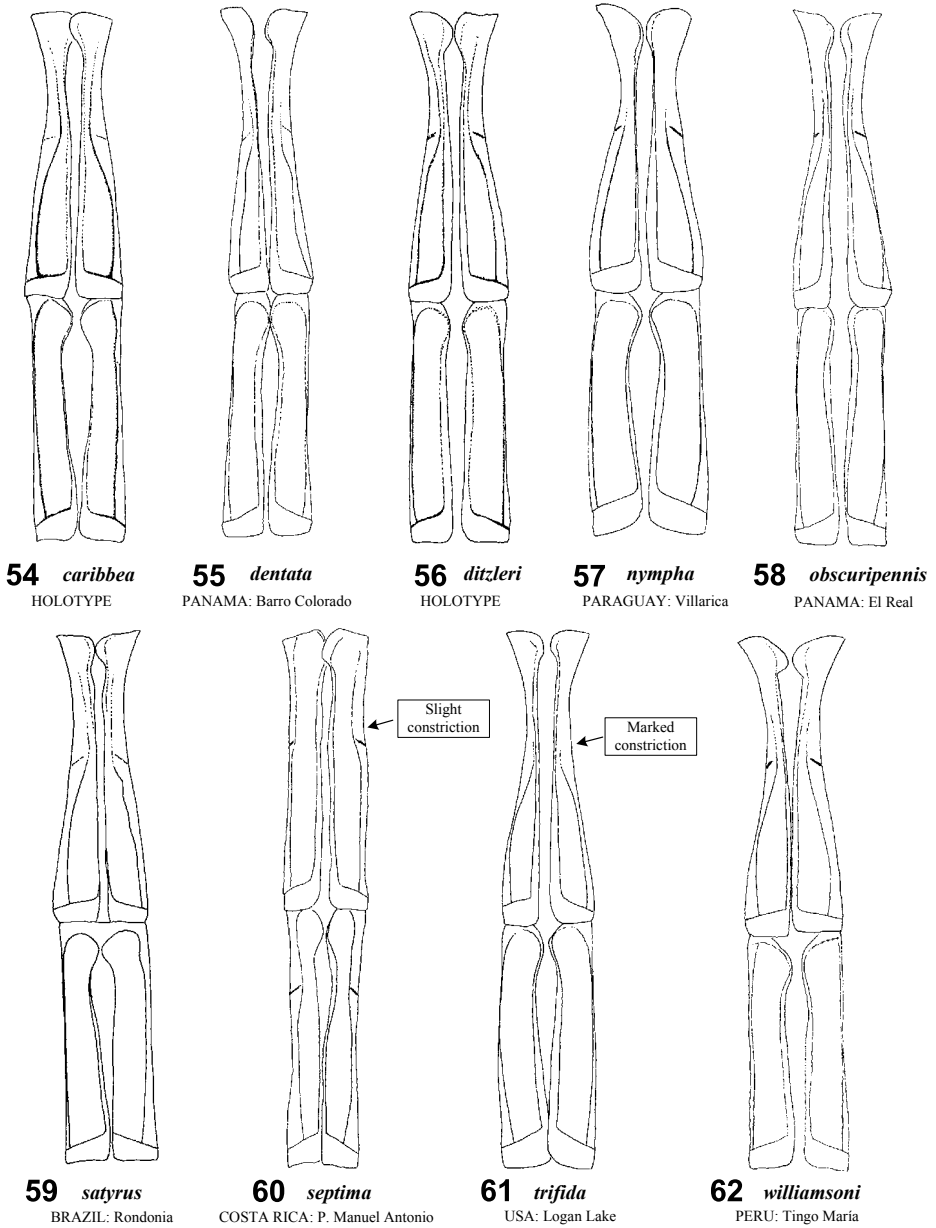 54 caribbea
HOLOTYPE
55 dentata
PANAMA: Barro Colorado
56 ditzleri
HOLOTYPE
57 nympha
PARAGUAY: Villarica
58 obscuripennis
PANAMA: El Real
Slight
constriction
Marked
constriction
59 satyrus
BRAZIL: Rondonia
60 septima
COSTA RICA: P. Manuel Antonio
61 trifida
USA: Logan Lake
62 williamsoni
PERU: Tingo María